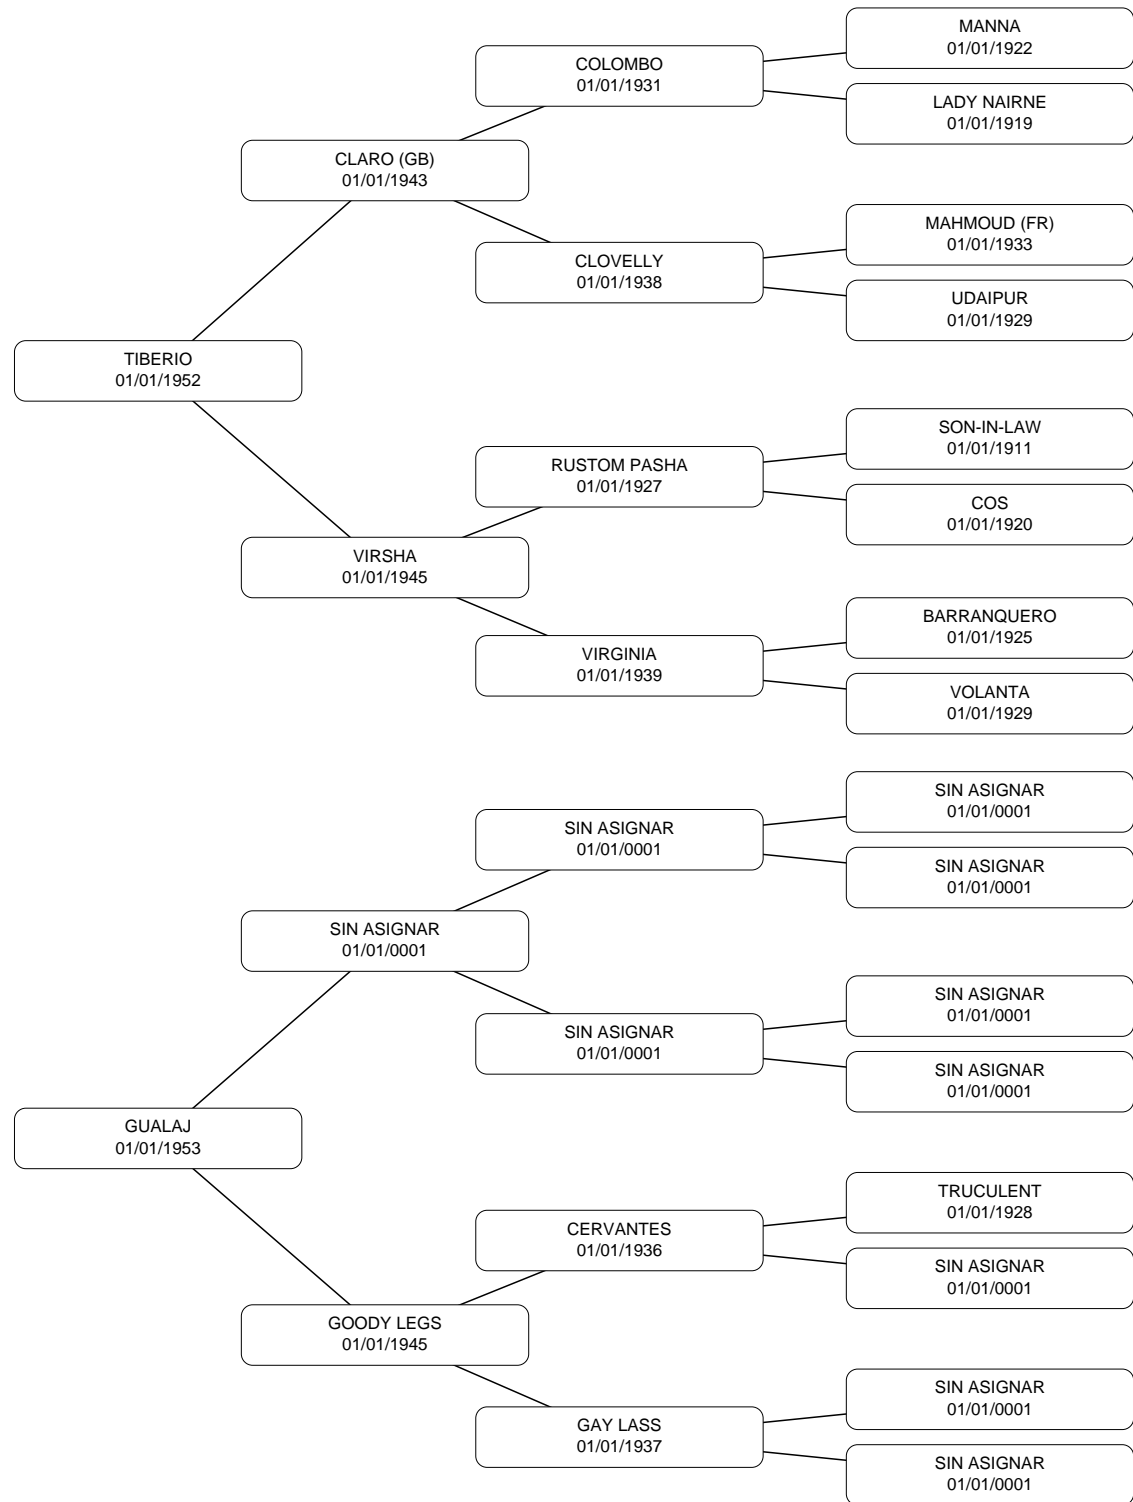 MANNA
01/01/1922
COLOMBO
01/01/1931
LADY NAIRNE
01/01/1919
CLARO (GB)
01/01/1943
MAHMOUD (FR)
01/01/1933
CLOVELLY
01/01/1938
UDAIPUR
01/01/1929
TIBERIO
01/01/1952
SON-IN-LAW
01/01/1911
RUSTOM PASHA
01/01/1927
COS
01/01/1920
VIRSHA
01/01/1945
BARRANQUERO
01/01/1925
VIRGINIA
01/01/1939
VOLANTA
01/01/1929
SIN ASIGNAR
01/01/0001
SIN ASIGNAR
01/01/0001
SIN ASIGNAR
01/01/0001
SIN ASIGNAR
01/01/0001
SIN ASIGNAR
01/01/0001
SIN ASIGNAR
01/01/0001
SIN ASIGNAR
01/01/0001
GUALAJ
01/01/1953
TRUCULENT
01/01/1928
CERVANTES
01/01/1936
SIN ASIGNAR
01/01/0001
GOODY LEGS
01/01/1945
SIN ASIGNAR
01/01/0001
GAY LASS
01/01/1937
SIN ASIGNAR
01/01/0001